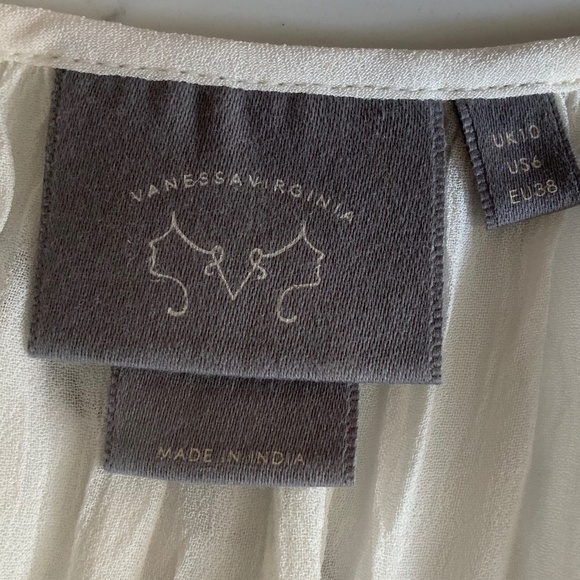 VANESSAVIRGINIA
UK10
US6
EU38
MADE IN INDIA